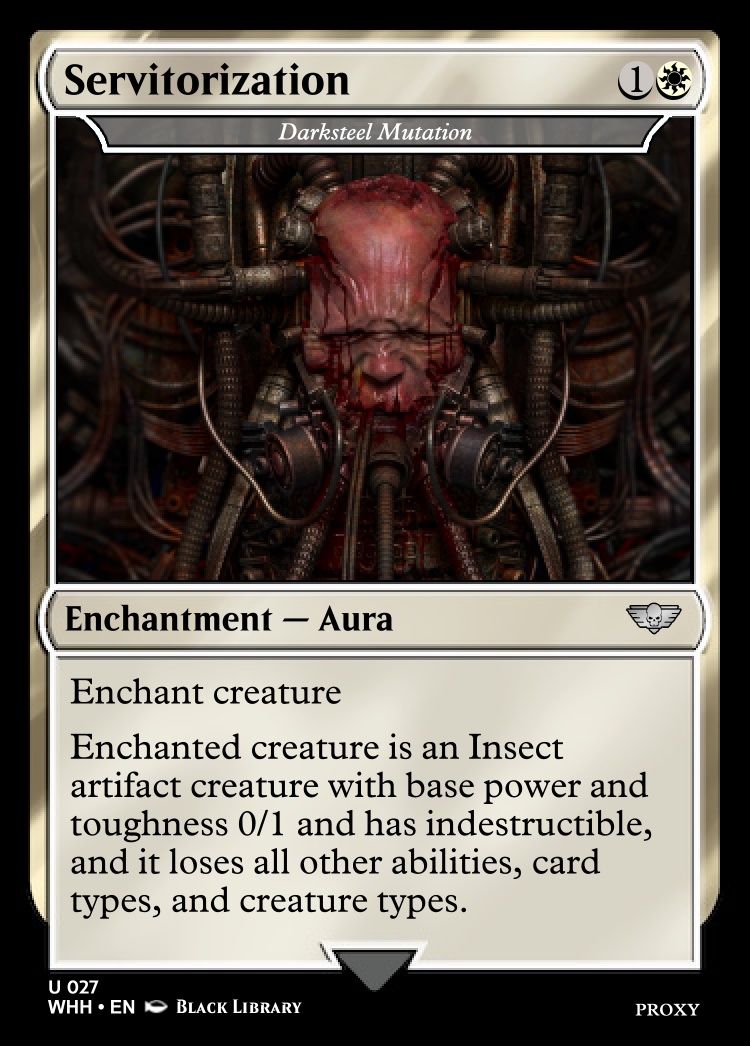 Servitorization 1
Darksteel Mutation
Enchantment — Aura
Enchant creature
Enchanted creature is an Insect
artifact creature with base power and
toughness 0/1 and has indestructible,
and it loses all other abilities, card
types, and creature types.
U 027
WHH • EN Black Library
PROXY